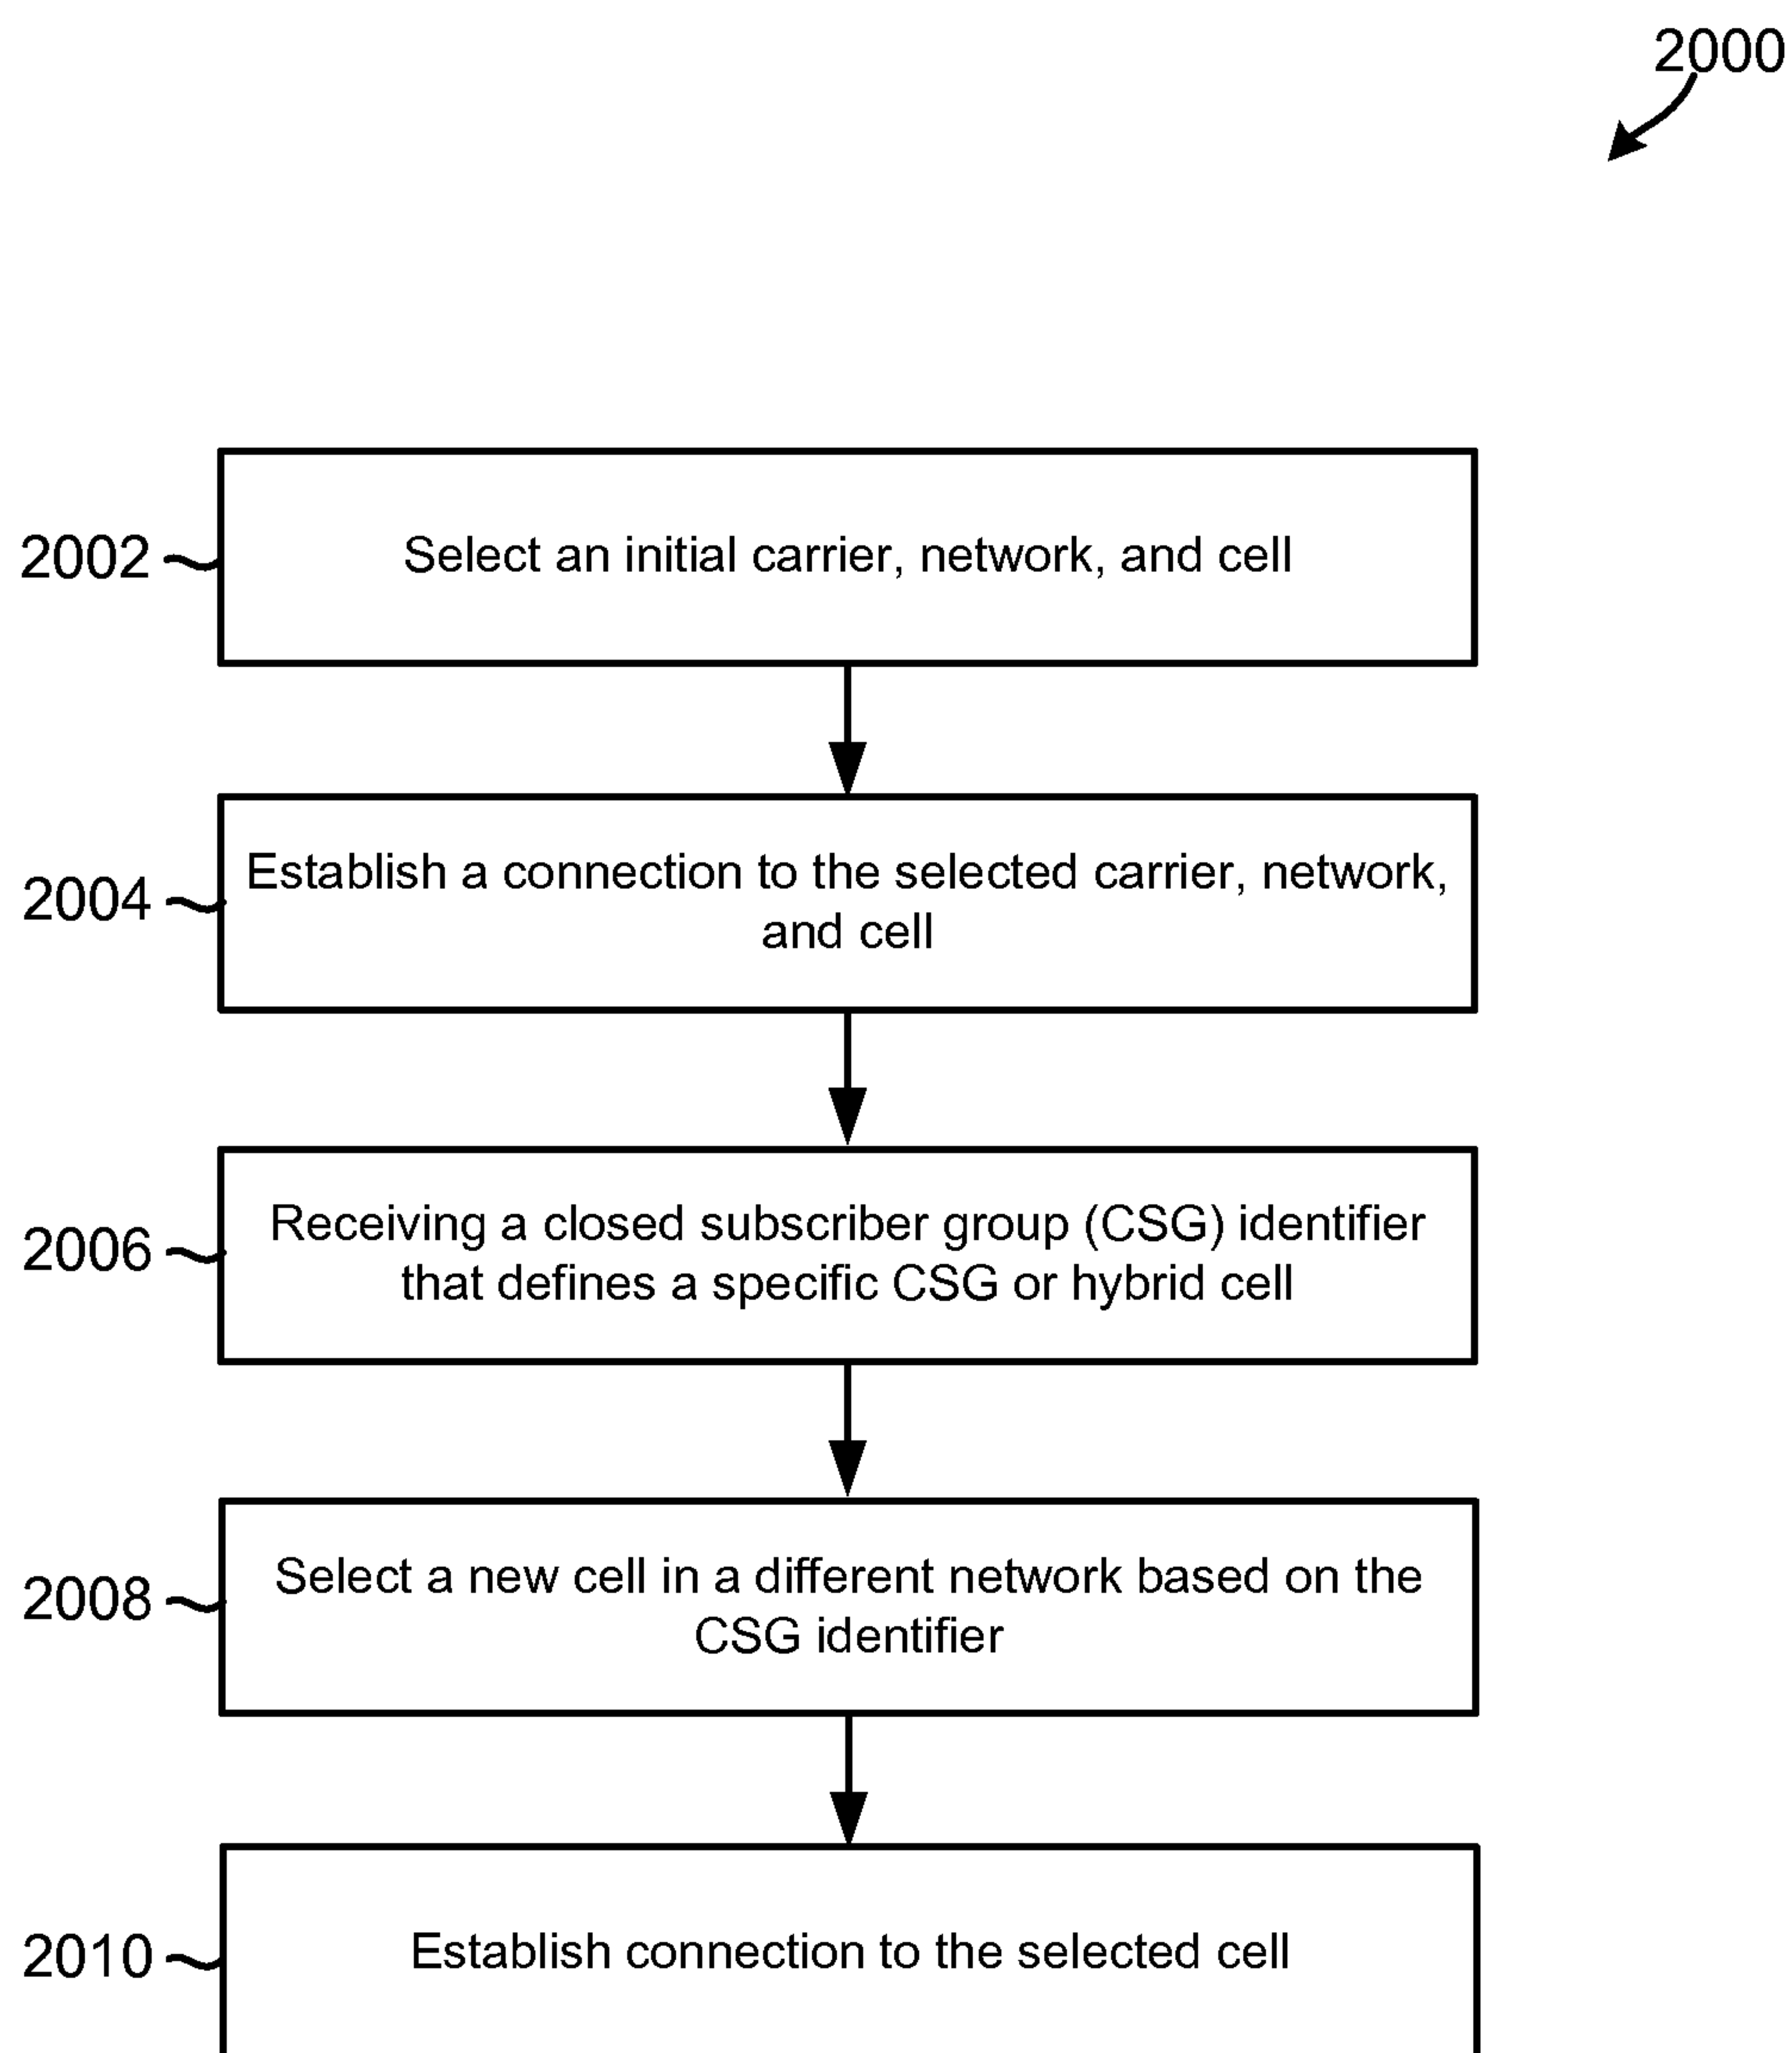 2000
2002
Select an initial carrier, network, and cell
2004
Establish a connection to the selected carrier, network,
and cell
2006
Receiving a closed subscriber group (CSG) identifier
that defines a specific CSG or hybrid cell
2008
Select a new cell in a different network based on the
CSG identifier
2010
Establish connection to the selected cell